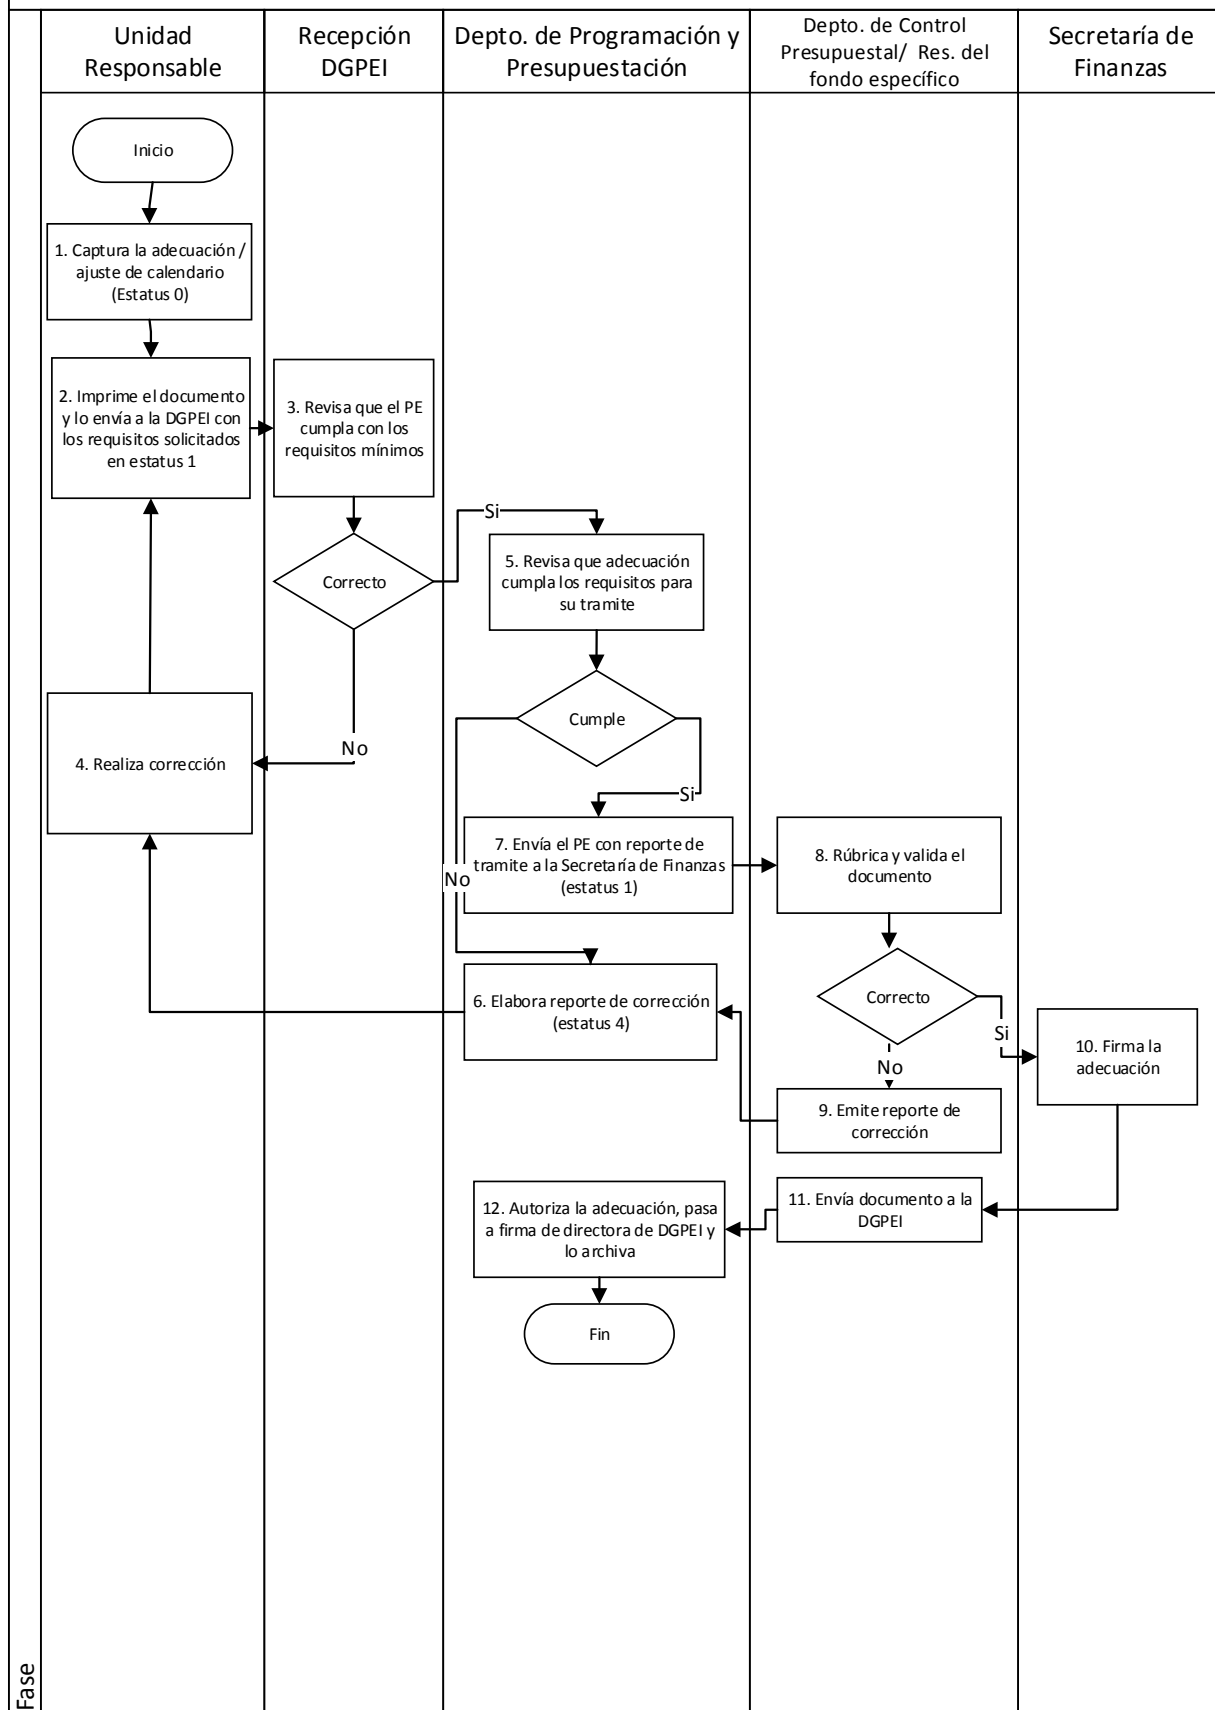 Unidad
Responsable
Recepción
DGPEI
Depto. de Programación y
Presupuestación
Depto. de Control
Presupuestal/ Res. del
fondo específico
Secretaría de
Finanzas
Inicio
1. Captura la adecuación /
ajuste de calendario
(Estatus 0)
2. Imprime el documento
y lo envía a la DGPEI con
los requisitos solicitados
en estatus 1
3. Revisa que el PE
cumpla con los
requisitos mínimos
Correcto
Si
No
4. Realiza corrección
5. Revisa que adecuación
cumpla los requisitos para
su tramite
Cumple
Si
No
7. Envía el PE con reporte de
tramite a la Secretaría de Finanzas
(estatus 1)
8. Rúbrica y valida el
documento
6. Elabora reporte de corrección
(estatus 4)
Correcto
Si
No
10. Firma la
adecuación
9. Emite reporte de
corrección
11. Envía documento a la
DGPEI
12. Autoriza la adecuación, pasa
a firma de directora de DGPEI y
lo archiva
Fin
Fase